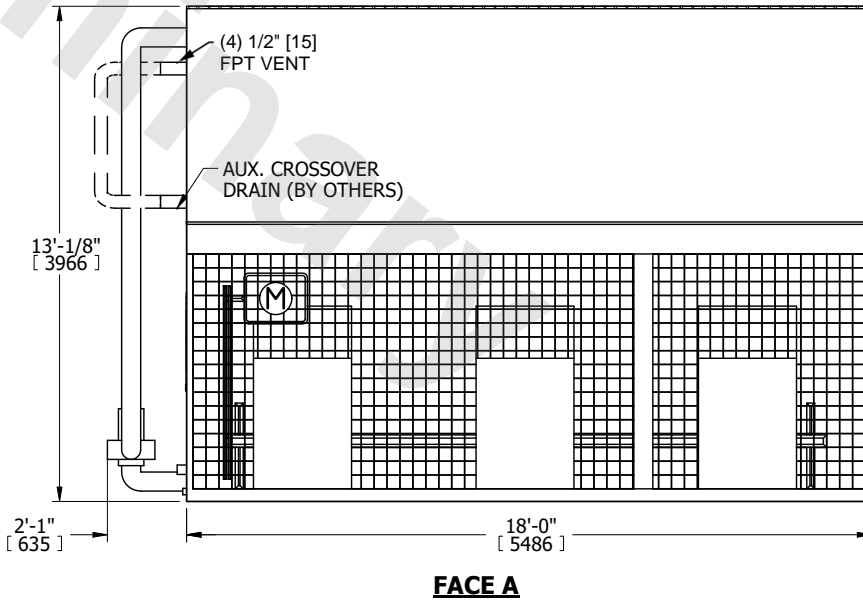 (4) 1/2" [15]
FPT VENT
AUX. CROSSOVER
DRAIN (BY OTHERS)
13'-1/8"
[ 3966 ]
M
2'-1"
[ 635 ]
18'-0"
[ 5486 ]
FACE A